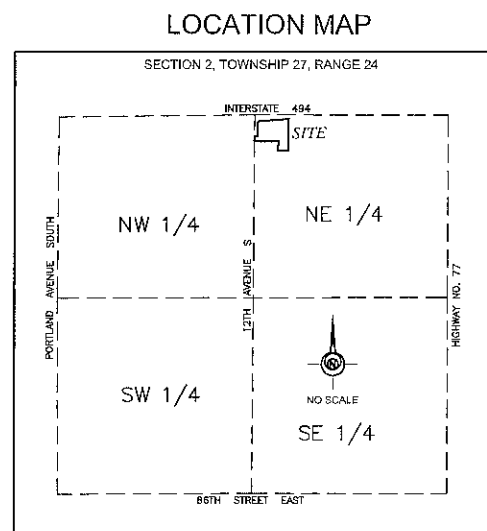 LOCATION MAP
SECTION 2, TOWNSHIP 27, RANGE 24
INTERSTATE 494
SITE
NW 1/4
NE 1/4
PORTLAND AVENUE SOUTH
12TH AVENUE S
HIGHWAY NO. 77
SW 1/4
N
NO SCALE
SE 1/4
86TH STREET EAST